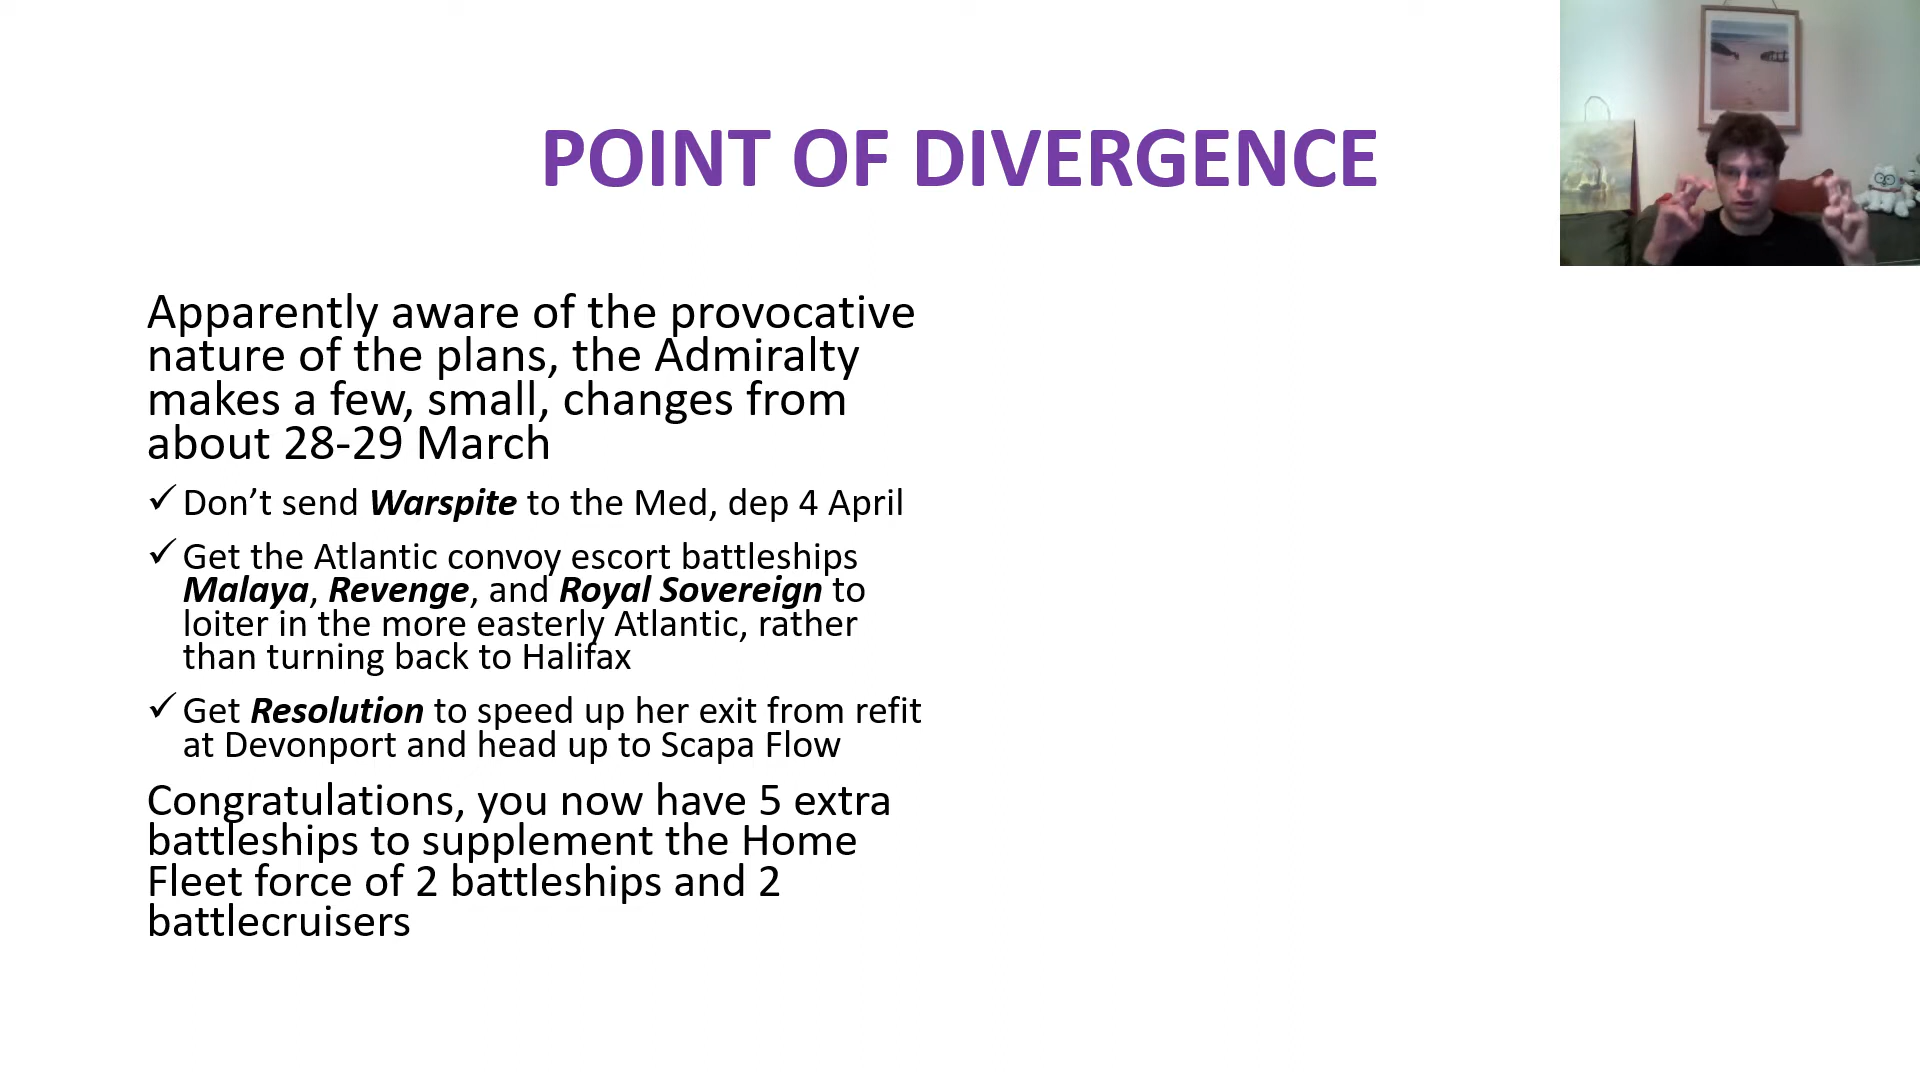 POINT OF DIVERGENCE
Apparently aware of the provocative
nature of the plans, the Admiralty
makes a few, small, changes from
about 28-29 March
✓ Don’t send Warspite to the Med, dep 4 April
✓ Get the Atlantic convoy escort battleships
Malaya, Revenge, and Royal Sovereign to
loiter in the more easterly Atlantic, rather
than turning back to Halifax
✓ Get Resolution to speed up her exit from refit
at Devonport and head up to Scapa Flow
Congratulations, you now have 5 extra
battleships to supplement the Home
Fleet force of 2 battleships and 2
battlecruisers